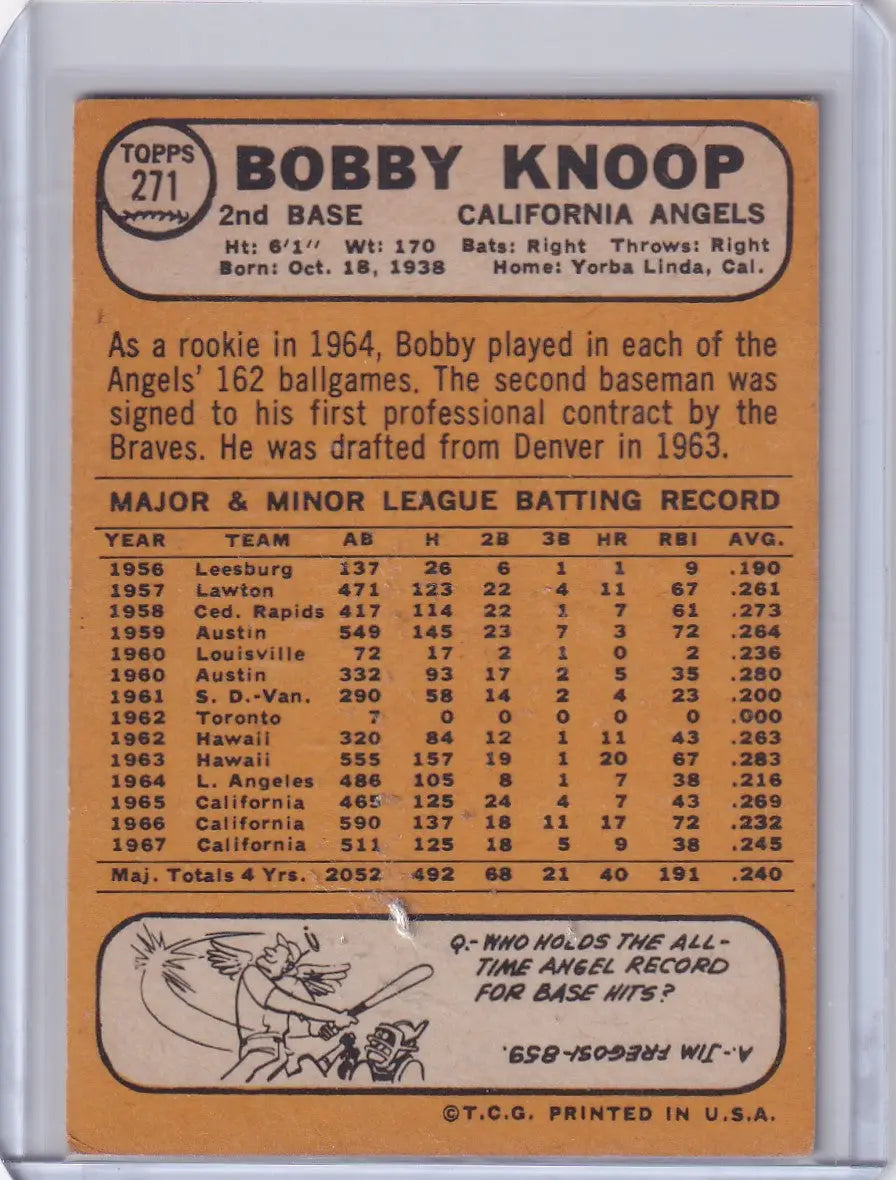 TOPPS
271
BOBBY KNOOP
2nd BASE CALIFORNIA ANGELS
Ht: 6'1" Wt: 170 Bats: Right Throws: Right
Born: Oct. 18, 1938 Home: Yorba Linda, Cal.
As a rookie in 1964, Bobby played in each of the
Angels' 162 ballgames. The second baseman was
signed to his first professional contract by the
Braves. He was drafted from Denver in 1963.
MAJOR & MINOR LEAGUE BATTING RECORD
YEAR TEAM AB H 2B 3B HR RBI AVG.
1956 Leesburg 137 26 6 1 1 9 .190
1957 Lawton 471 123 22 4 11 67 .261
1958 Ced. Rapids 417 114 22 1 7 61 .273
1959 Austin 549 145 23 7 3 72 .264
1960 Louisville 72 17 2 1 0 2 .236
1960 Austin 332 93 17 2 5 35 .280
1961 S. D.-Van. 290 58 14 2 4 23 .200
1962 Toronto 7 0 0 0 0 0 .000
1962 Hawaii 320 84 12 1 11 43 .263
1963 Hawaii 555 157 19 1 20 67 .283
1964 L. Angeles 486 105 8 1 7 38 .216
1965 California 465 125 24 4 7 43 .269
1966 California 590 137 18 11 17 72 .232
1967 California 511 125 18 5 9 38 .245
Maj. Totals 4 Yrs. 2052 492 68 21 40 191 .240
Q.- WHO HOLDS THE ALL-
TIME ANGEL RECORD
FOR BASE HITS?
A.- JIM FREGOSI-859.
©T.C.G. PRINTED IN U.S.A.